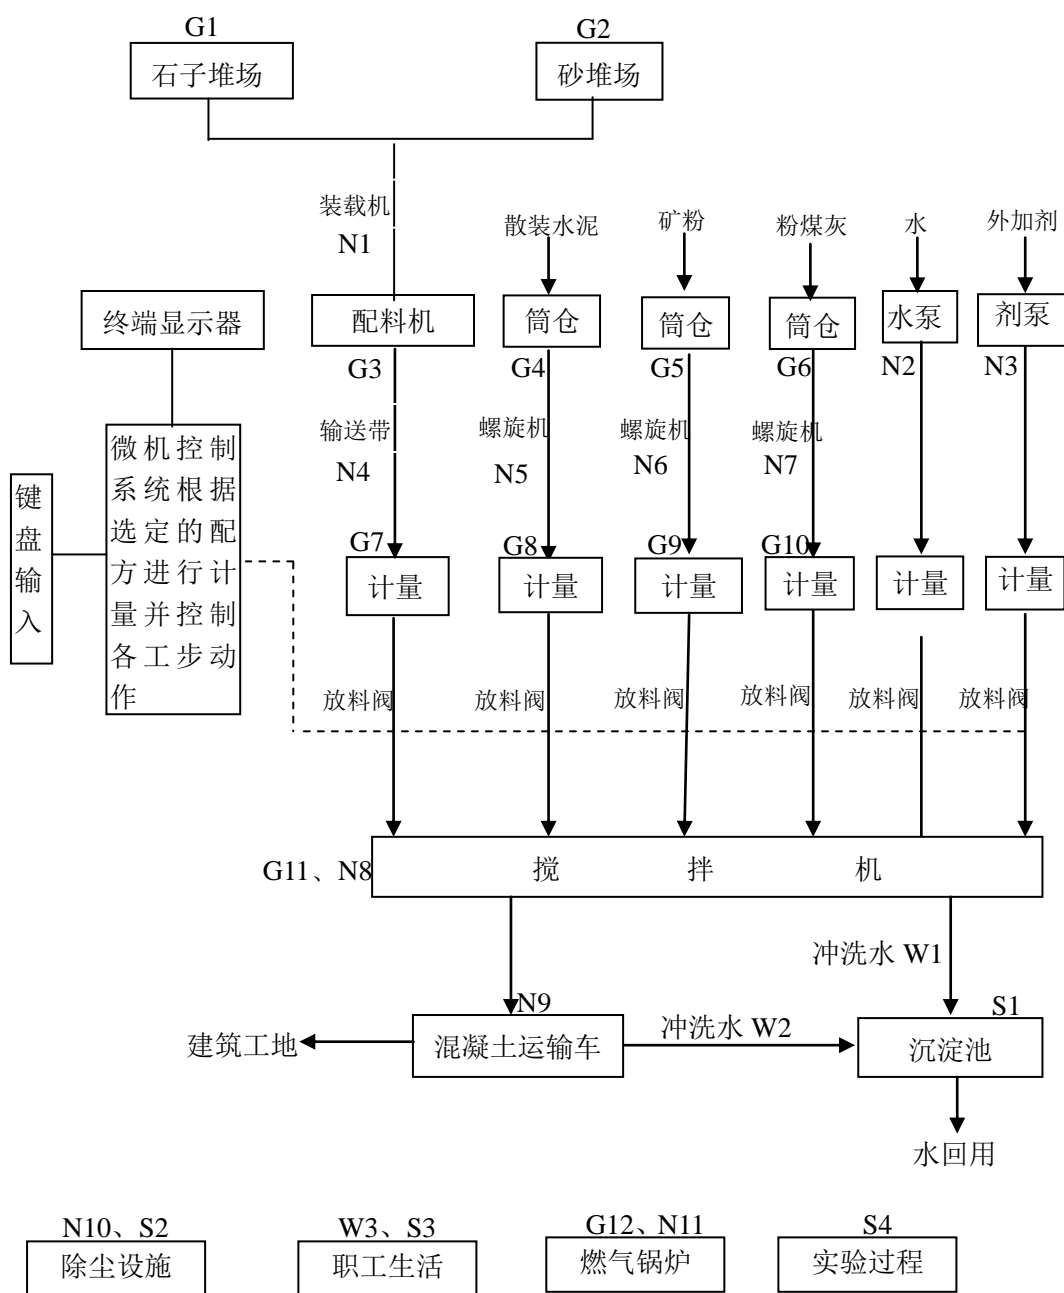 G1
G2
石子堆场
砂堆场
装载机
N1
散装水泥
矿粉
粉煤灰
水
外加剂
终端显示器
配料机
筒仓
筒仓
筒仓
水泵
剂泵
G3
G4
G5
G6
N2
N3
输送带
螺旋机
螺旋机
螺旋机
N4
N5
N6
N7
键
盘
输
入
微机控制
系统根据
选定的配
方进行计
量并控制
各工步动
作
G7
G8
G9
G10
计量
计量
计量
计量
计量
计量
放料阀
放料阀
放料阀
放料阀
放料阀
放料阀
G11、N8
搅拌机
冲洗水 W1
N9
S1
建筑工地
混凝土运输车
冲洗水 W2
沉淀池
水回用
N10、S2
W3、S3
G12、N11
S4
除尘设施
职工生活
燃气锅炉
实验过程